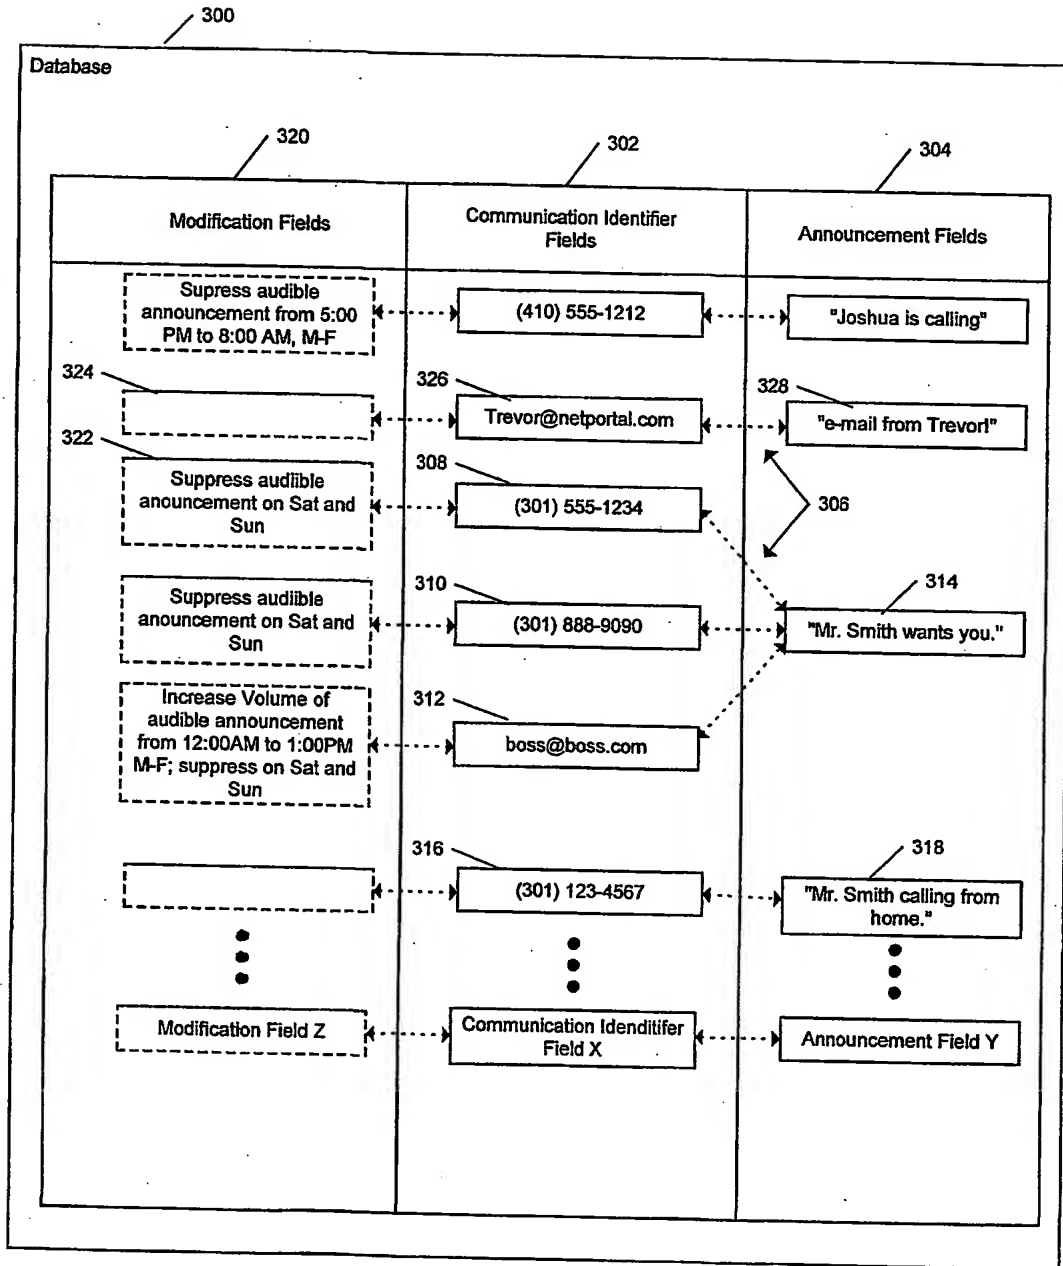 300
Database
320
302
304
Modification Fields
Communication Identifier
Fields
Announcement Fields
Supress audible
announcement from 5:00
PM to 8:00 AM, M-F
(410) 555-1212
"Joshua is calling"
324
326
328
Trevor@netportal.com
"e-mail from Trevor!"
322
308
306
Suppress audiible
anouncement on Sat and
Sun
(301) 555-1234
310
314
Suppress audiible
anouncement on Sat and
Sun
(301) 888-9090
"Mr. Smith wants you."
312
Increase Volume of
audible announcement
from 12:00AM to 1:00PM
M-F; suppress on Sat and
Sun
boss@boss.com
316
318
(301) 123-4567
"Mr. Smith calling from
home."
Modification Field Z
Communication Idenditifer
Field X
Announcement Field Y